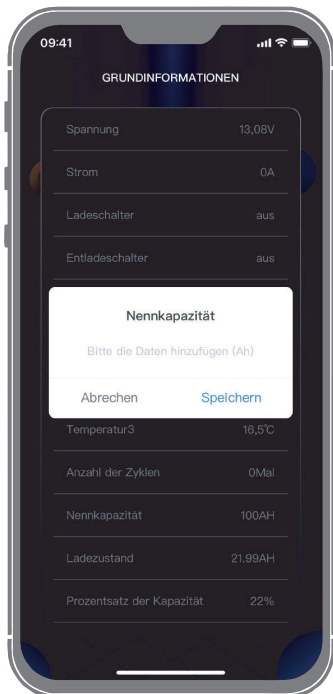 09:41
GRUNDINFORMATIONEN
Spannung 13,08V
Strom 0A
Ladeschalter aus
Entladeschalter aus
Nennkapazität
Bitte die Daten hinzufügen (Ah)
Abrechen Speichern
Temperatur3 16,5℃
Anzahl der Zyklen 0Mal
Nennkapazität 100AH
Ladezustand 21.99AH
Prozentsatz der Kapazität 22%